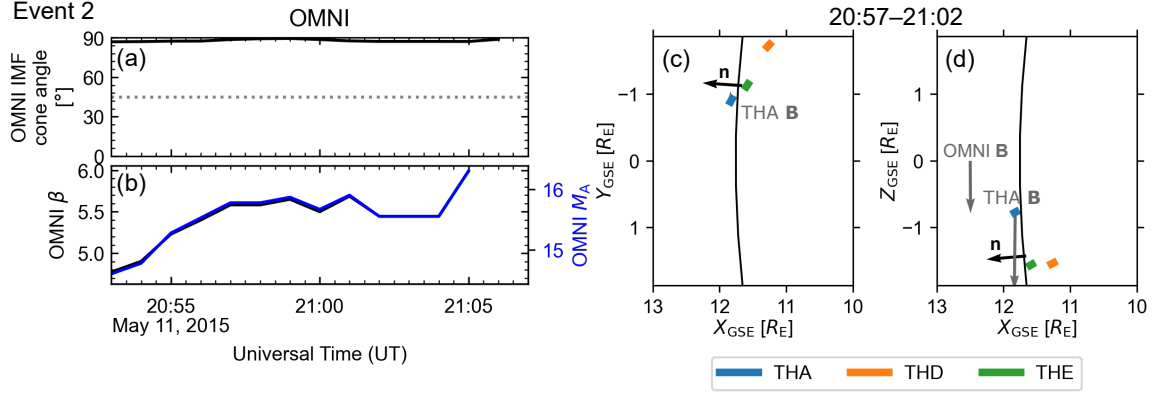 Event 2
OMNI
20:57–21:02
(a)
OMNI IMF
cone angle
[°]
90
60
30
0
(b)
OMNI β
6.0
5.5
5.0
16
15
OMNI M_A
20:55
21:00
21:05
May 11, 2015
Universal Time (UT)
(c)
n
THA B
Y_GSE [R_E]
−1
0
1
13
12
11
10
X_GSE [R_E]
(d)
OMNI B
THA B
n
Z_GSE [R_E]
1
0
−1
13
12
11
10
X_GSE [R_E]
THA
THD
THE